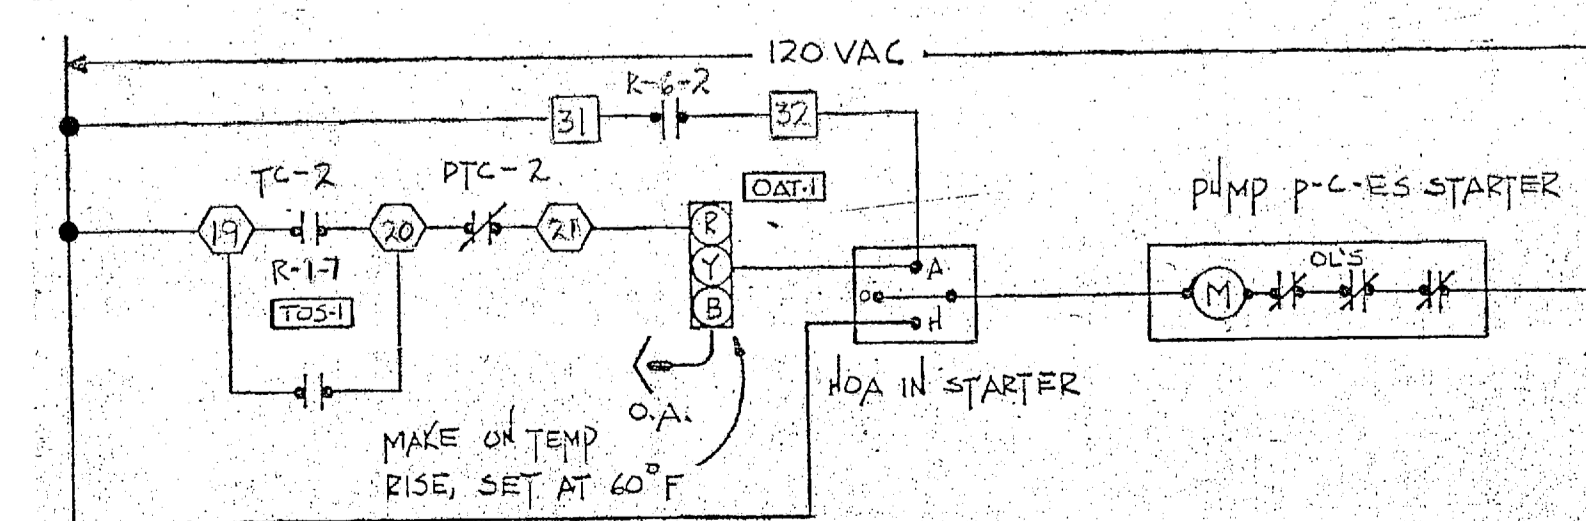 120 VAC
R-6-2
31
32
TC-2
PTC-2
OAT-1
PUMP P-C-ES STARTER
19
20
21
R
OL'S
R-1-7
Y
A
O
M
TOS-1
B
H
HOA IN STARTER
O.A.
MAKE ON TEMP
RISE, SET AT 60°F